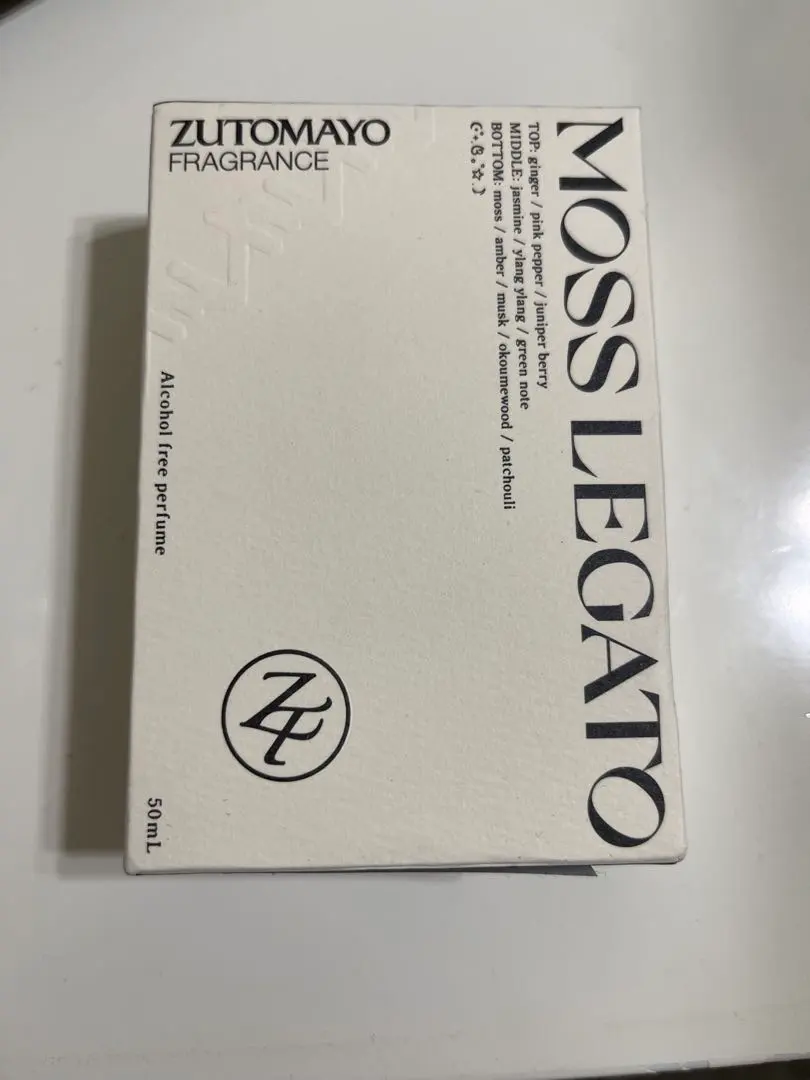 ZUTOMAYO
FRAGRANCE
MOSS LEGATO
TOP: ginger / pink pepper / juniper berry
MIDDLE: jasmine / ylang ylang / green note
BOTTOM: moss / amber / musk / okoumewood / patchouli
Alcohol free perfume
50mL